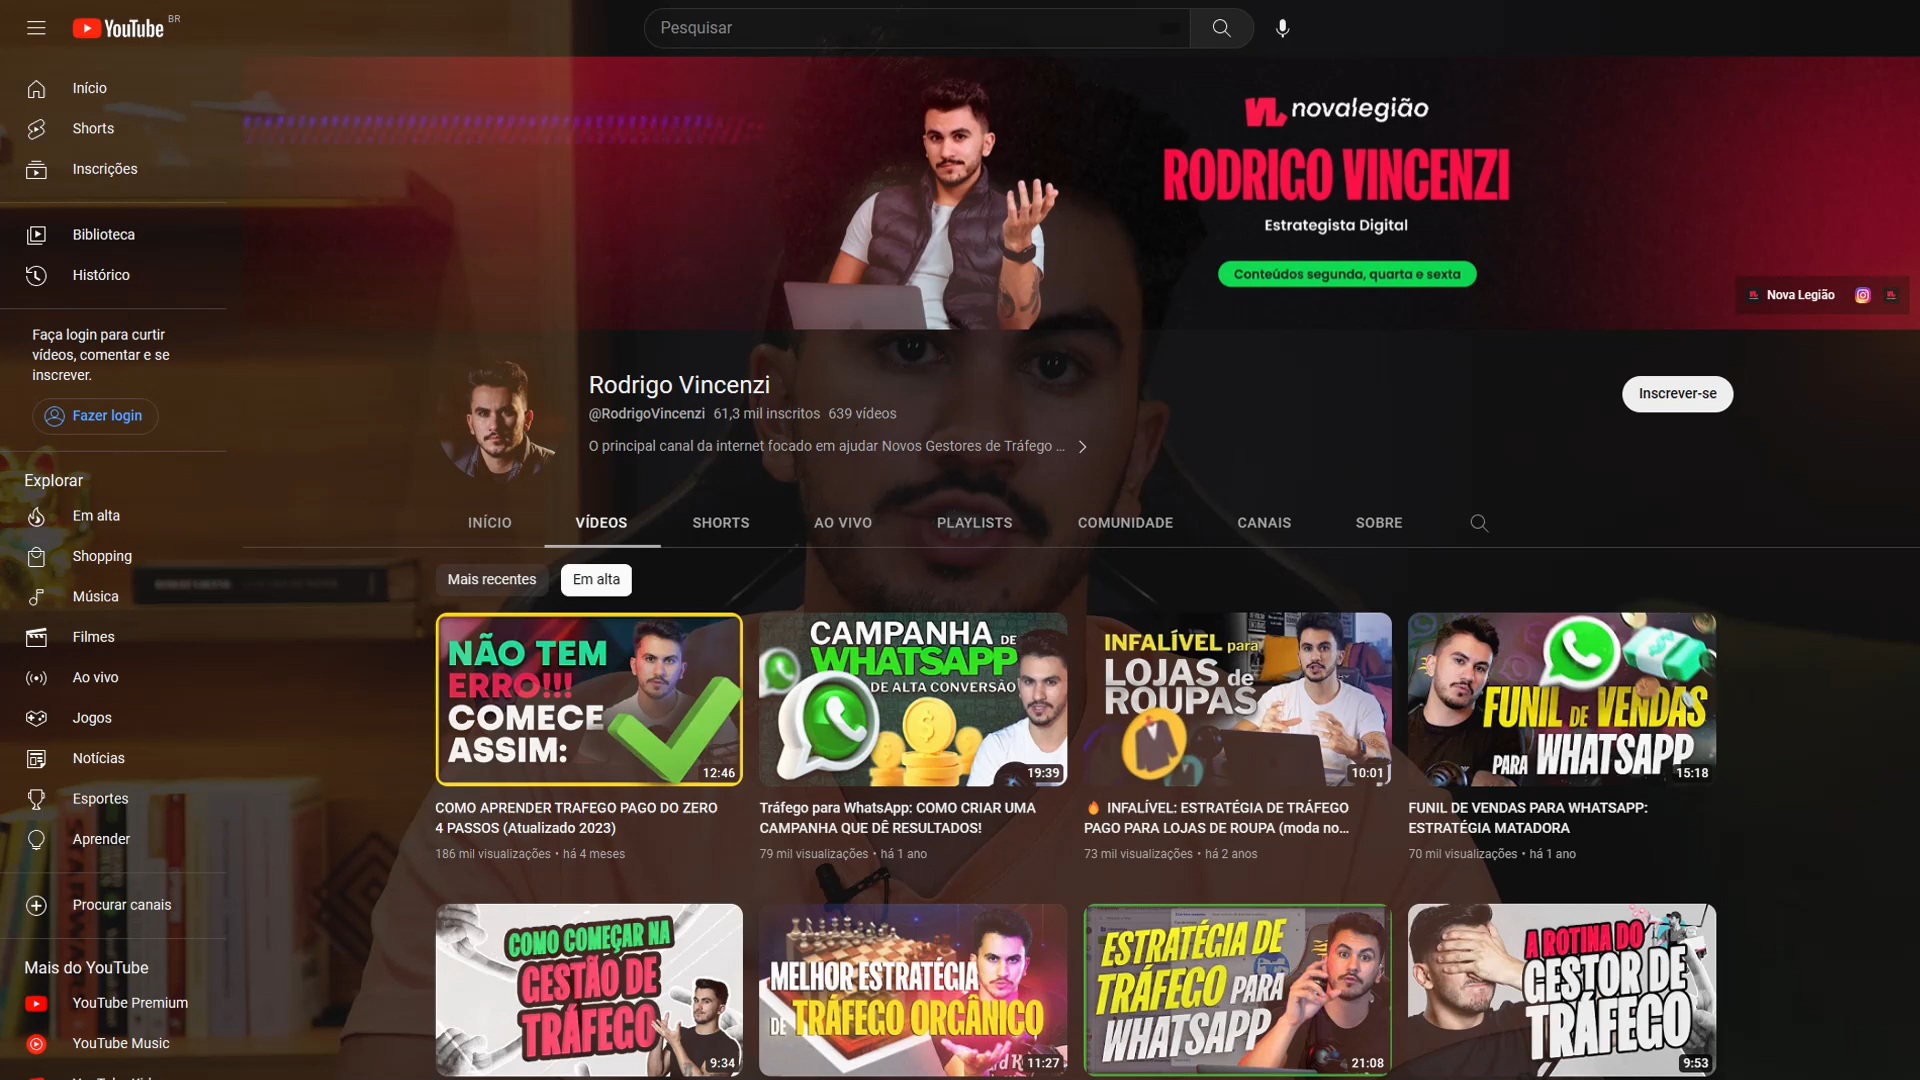 YouTube BR
Pesquisar
Início
Shorts
Inscrições
Biblioteca
Histórico
Faça login para curtir
vídeos, comentar e se
inscrever.
Fazer login
Explorar
Em alta
Shopping
Música
Filmes
Ao vivo
Jogos
Notícias
Esportes
Aprender
Procurar canais
Mais do YouTube
YouTube Premium
YouTube Music
novalegião
RODRIGO VINCENZI
Estrategista Digital
Conteúdos segunda, quarta e sexta
Nova Legião
Rodrigo Vincenzi
@RodrigoVincenzi 61,3 mil inscritos 639 vídeos
O principal canal da internet focado em ajudar Novos Gestores de Tráfego ...
Inscrever-se
INÍCIO VÍDEOS SHORTS AO VIVO PLAYLISTS COMUNIDADE CANAIS SOBRE
Mais recentes Em alta
NÃO TEM
ERRO!!!
COMECE
ASSIM:
12:46
COMO APRENDER TRAFEGO PAGO DO ZERO
4 PASSOS (Atualizado 2023)
186 mil visualizações • há 4 meses
CAMPANHA DE
WHATSAPP
DE ALTA CONVERSÃO
19:39
Tráfego para WhatsApp: COMO CRIAR UMA
CAMPANHA QUE DÊ RESULTADOS!
79 mil visualizações • há 1 ano
INFALÍVEL para
LOJAS de
ROUPAS
10:01
🔥 INFALÍVEL: ESTRATÉGIA DE TRÁFEGO
PAGO PARA LOJAS DE ROUPA (moda no...
73 mil visualizações • há 2 anos
FUNIL DE VENDAS
PARA WHATSAPP
15:18
FUNIL DE VENDAS PARA WHATSAPP:
ESTRATÉGIA MATADORA
70 mil visualizações • há 1 ano
COMO COMEÇAR NA
GESTÃO DE
TRÁFEGO
9:34
MELHOR ESTRATÉGIA
DE TRÁFEGO ORGÂNICO
11:27
ESTRATÉGIA DE
TRÁFEGO PARA
WHATSAPP
21:08
A ROTINA DO
GESTOR DE
TRÁFEGO
9:53